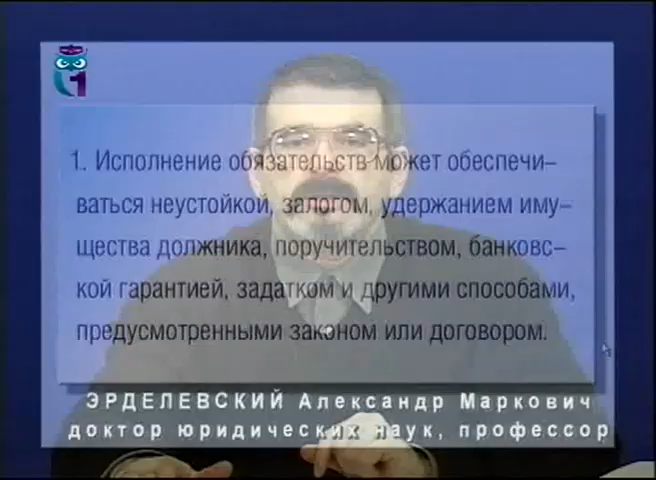 1
1. Исполнение обязательств может обеспечи–
ваться неустойкой, залогом, удержанием иму–
щества должника, поручительством, банковс–
кой гарантией, задатком и другими способами,
предусмотренными законом или договором.
ЭРДЕЛЕВСКИЙ Александр Маркович
доктор юридических наук, профессор